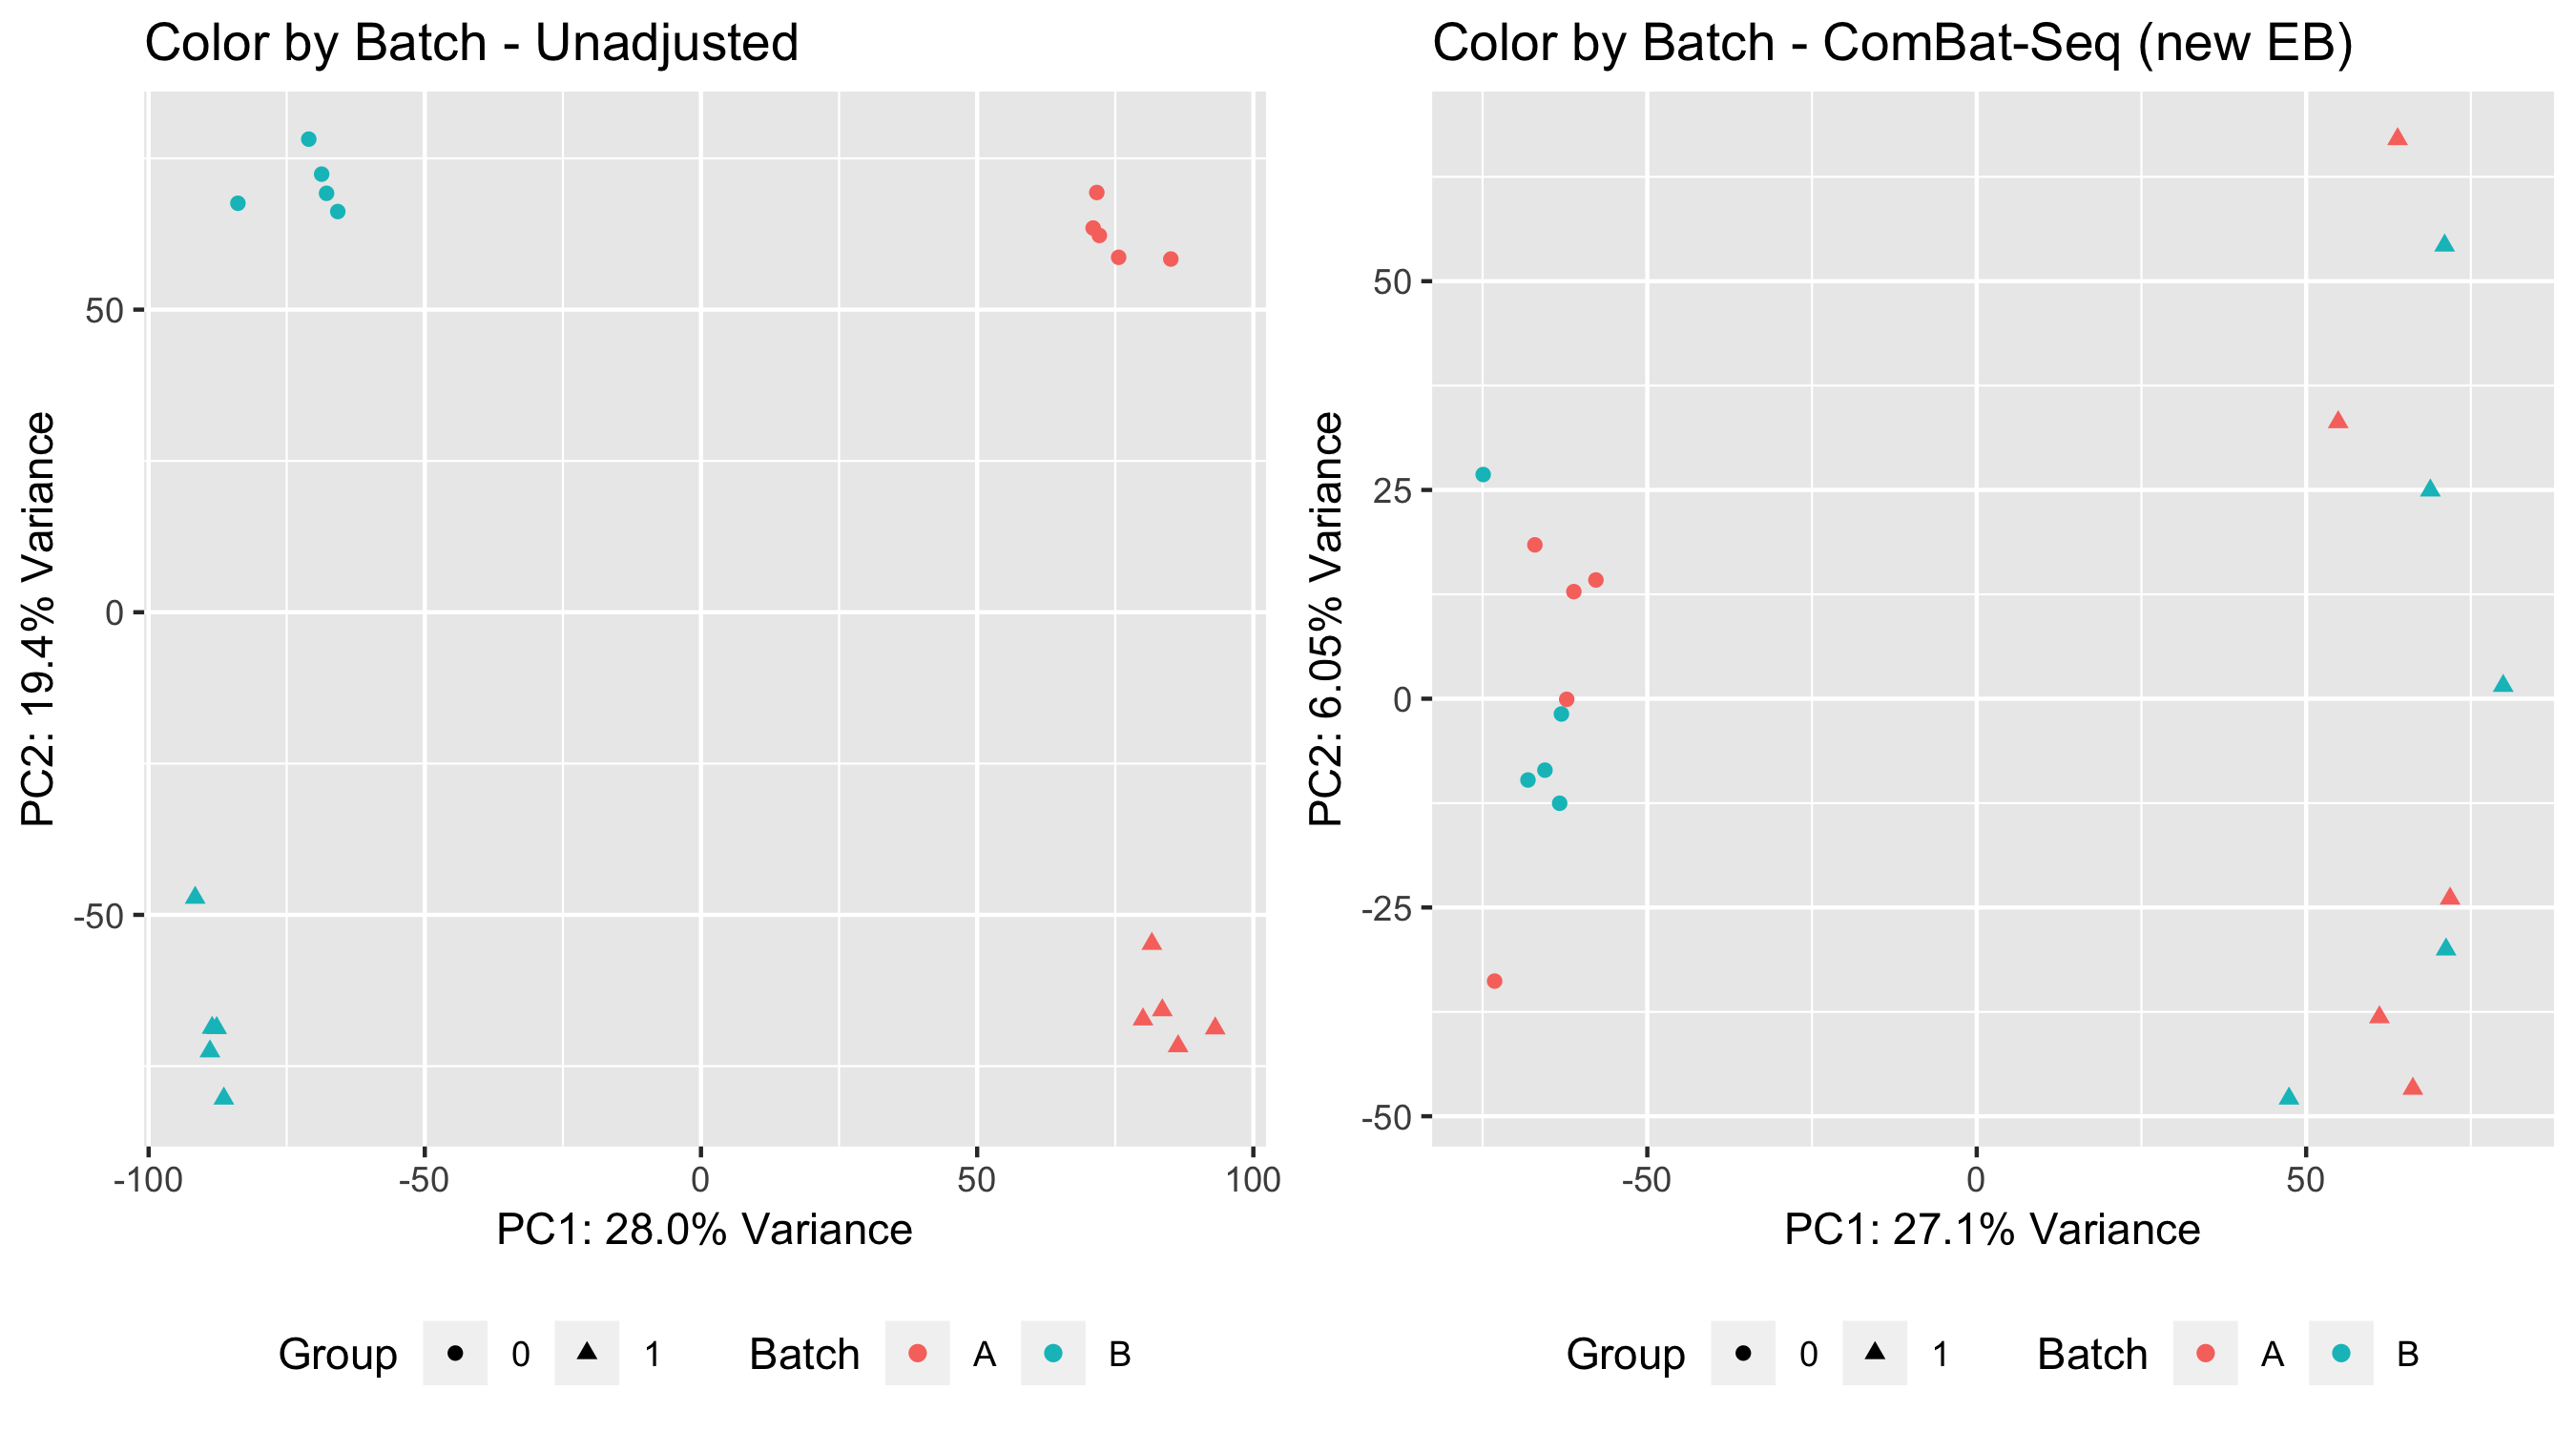 Color by Batch - Unadjusted
50
0
-50
PC2: 19.4% Variance
-100 -50 0 50 100
PC1: 28.0% Variance
Group 0 1 Batch A B
Color by Batch - ComBat-Seq (new EB)
50
25
0
-25
-50
PC2: 6.05% Variance
-50 0 50
PC1: 27.1% Variance
Group 0 1 Batch A B